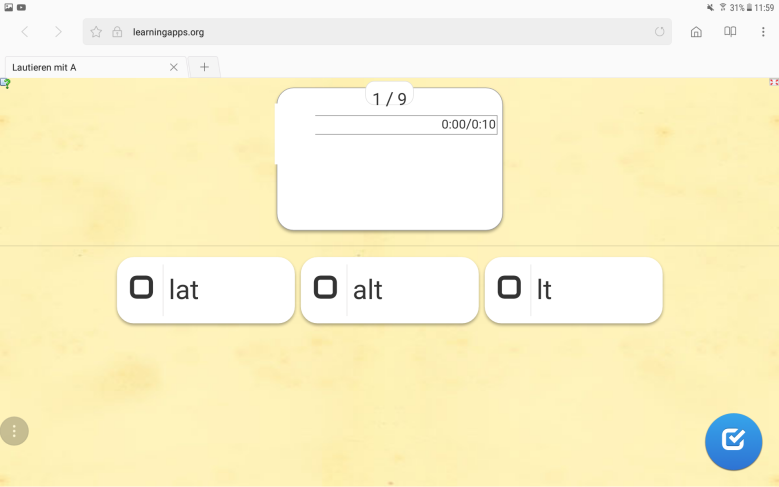 31% 11:59
learningapps.org
Lautieren mit A
1 / 9
0:00/0:10
lat
alt
lt